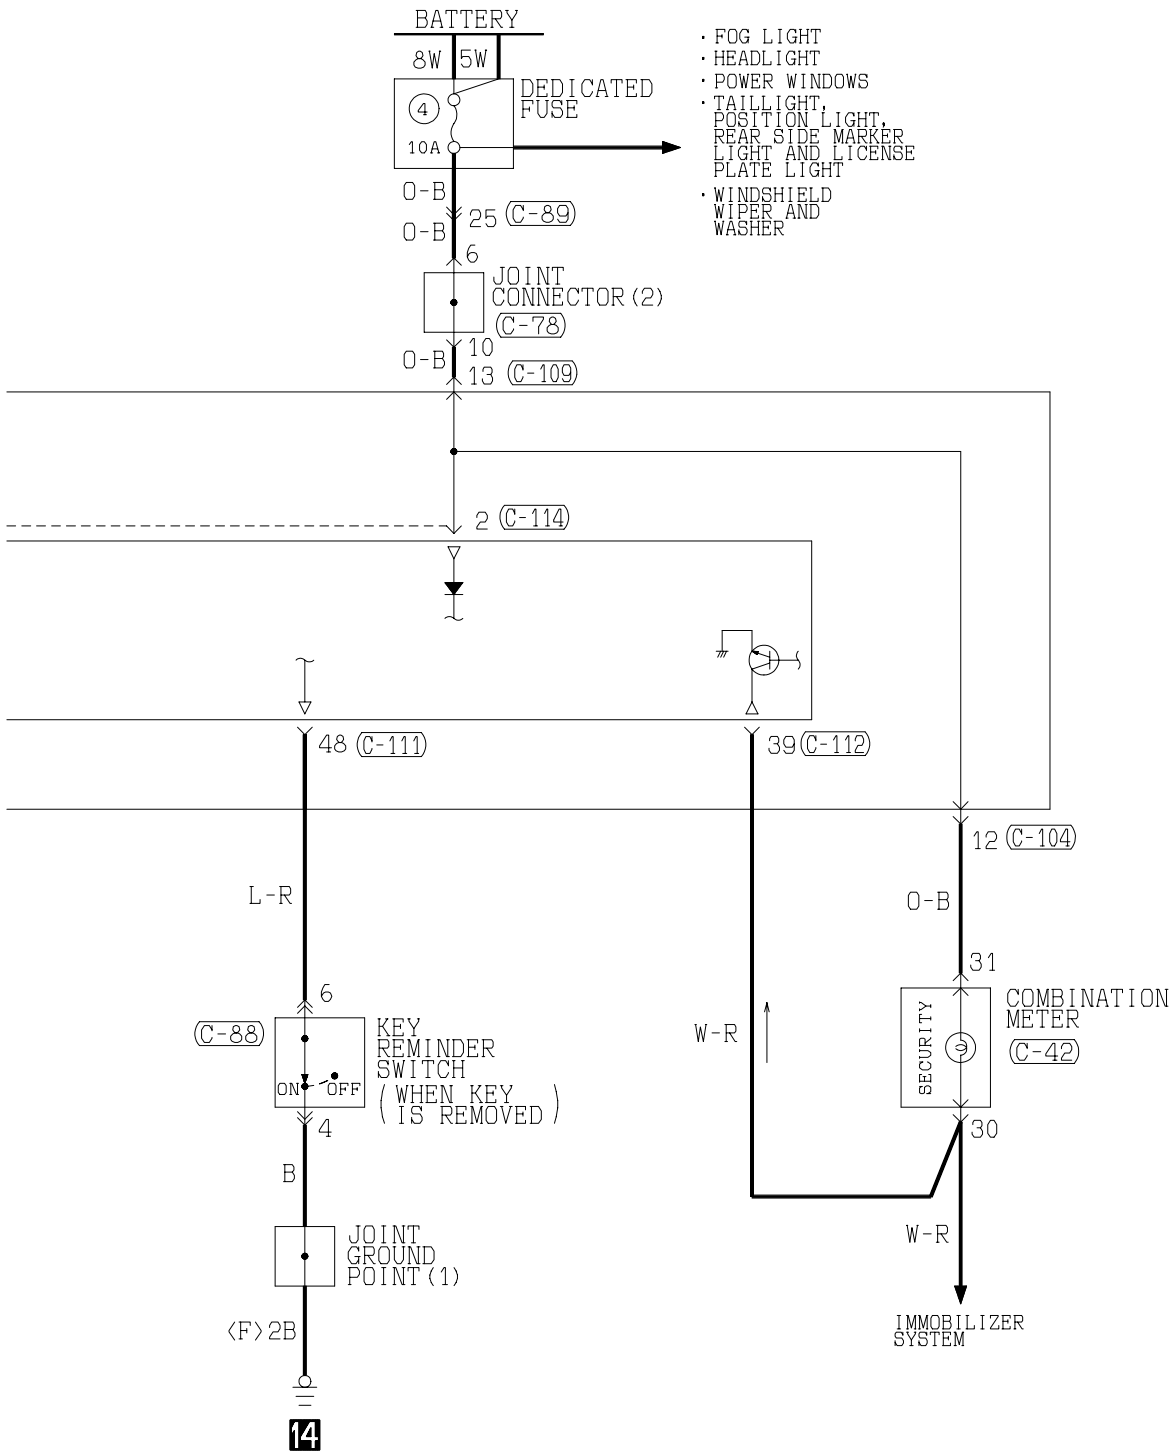 BATTERY
8W
5W
DEDICATED
FUSE
4
10A
· FOG LIGHT
· HEADLIGHT
· POWER WINDOWS
· TAILLIGHT,
POSITION LIGHT,
REAR SIDE MARKER
LIGHT AND LICENSE
PLATE LIGHT
· WINDSHIELD
WIPER AND
WASHER
O-B
25 (C-89)
O-B
6
JOINT
CONNECTOR(2)
(C-78)
10
O-B
13 (C-109)
2 (C-114)
48 (C-111)
39 (C-112)
12 (C-104)
L-R
O-B
31
6
COMBINATION
METER
(C-42)
SECURITY
(C-88)
KEY
REMINDER
SWITCH
(WHEN KEY
IS REMOVED)
ON
OFF
W-R
4
30
B
JOINT
GROUND
POINT(1)
W-R
<F>2B
IMMOBILIZER
SYSTEM
14